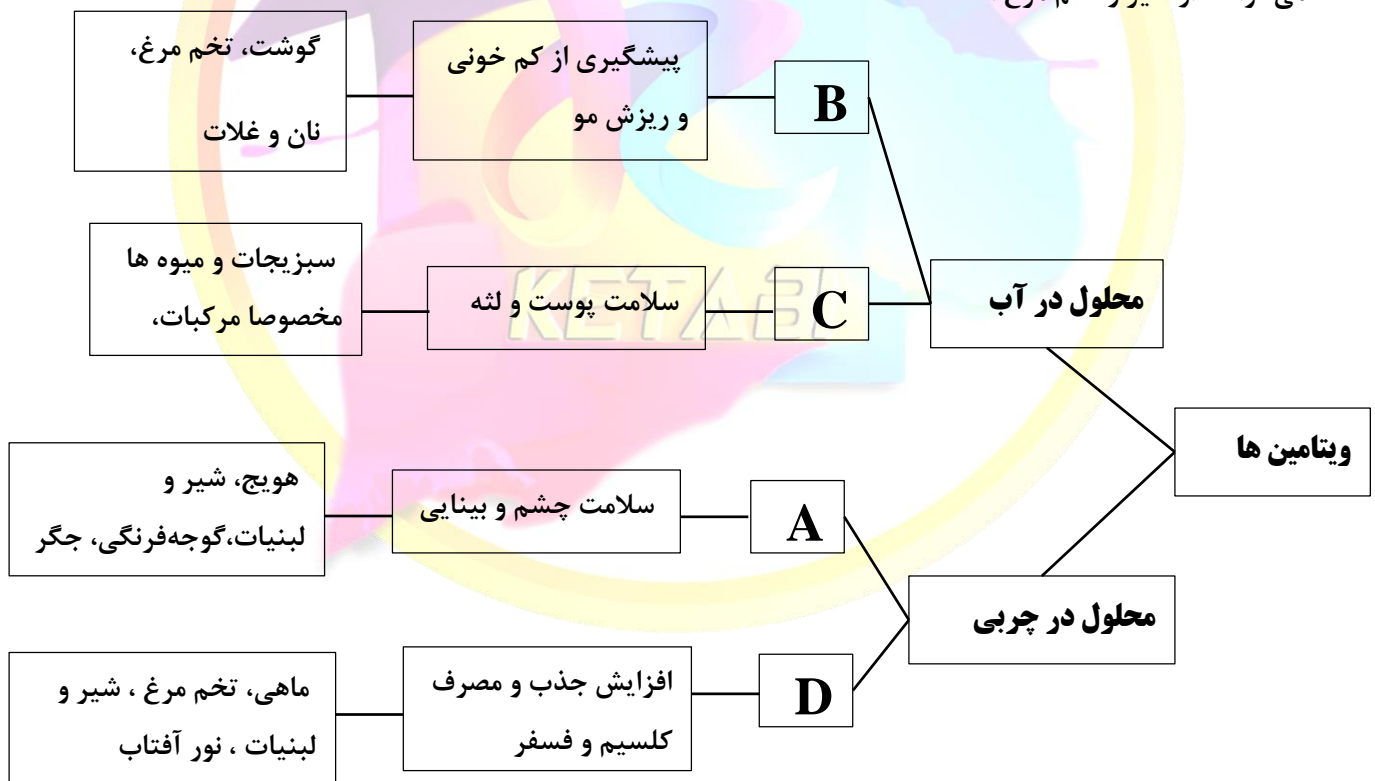 گوشت، تخم مرغ،
نان و غلات
پیشگیری از کم خونی
و ریزش مو
B
سبزیجات و میوه ها
مخصوصا مرکبات،
سلامت پوست و لثه
C
محلول در آب
KETABI
ویتامین ها
هویج، شیر و
لبنیات،گوجه‌فرنگی، جگر
سلامت چشم و بینایی
A
محلول در چربی
ماهی، تخم مرغ ، شیر و
لبنیات ، نور آفتاب
افزایش جذب و مصرف
کلسیم و فسفر
D